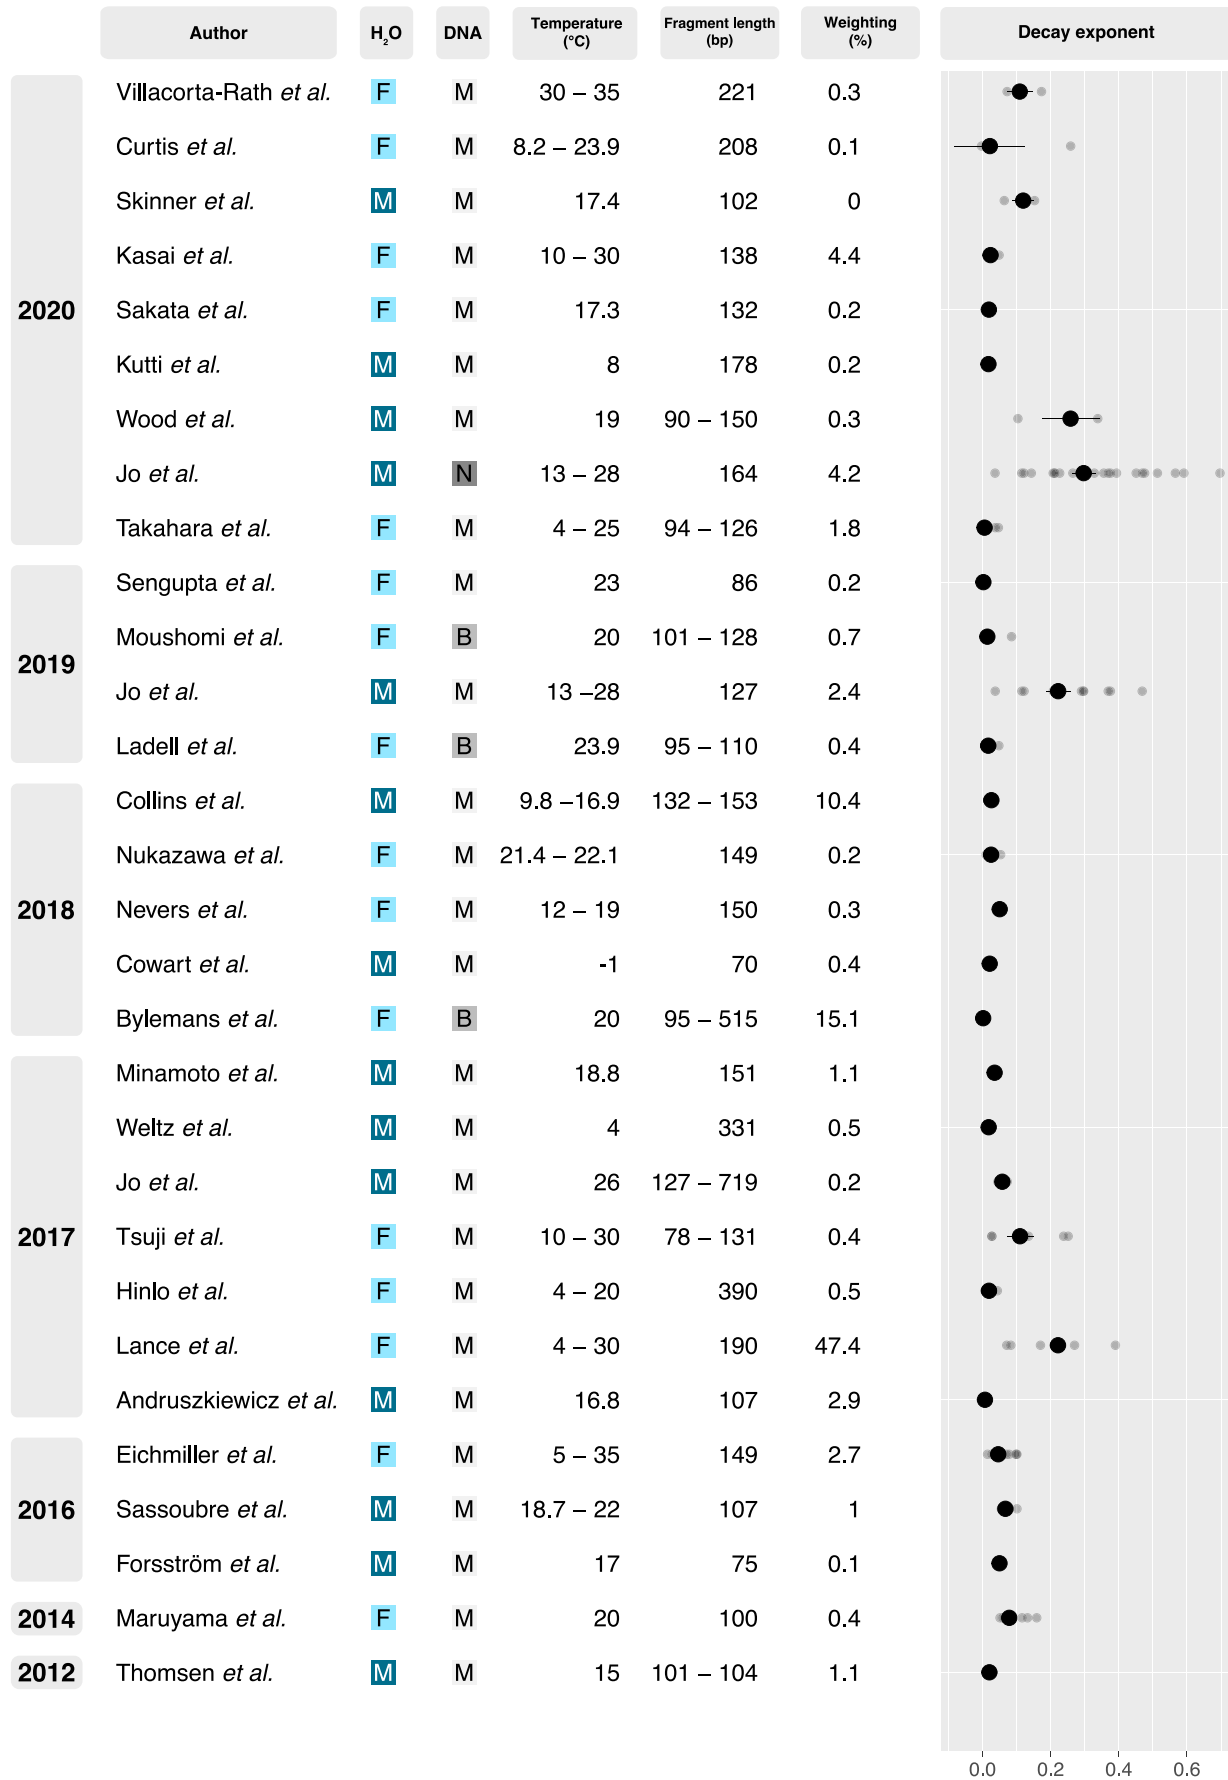 Author H2O DNA Temperature (°C) Fragment length (bp) Weighting (%) Decay exponent
Villacorta-Rath et al. F M 30 – 35 221 0.3
Curtis et al. F M 8.2 – 23.9 208 0.1
Skinner et al. M M 17.4 102 0
Kasai et al. F M 10 – 30 138 4.4
2020 Sakata et al. F M 17.3 132 0.2
Kutti et al. M M 8 178 0.2
Wood et al. M M 19 90 – 150 0.3
Jo et al. M N 13 – 28 164 4.2
Takahara et al. F M 4 – 25 94 – 126 1.8
Sengupta et al. F M 23 86 0.2
Moushomi et al. F B 20 101 – 128 0.7
2019
Jo et al. M M 13 –28 127 2.4
Ladell et al. F B 23.9 95 – 110 0.4
Collins et al. M M 9.8 –16.9 132 – 153 10.4
Nukazawa et al. F M 21.4 – 22.1 149 0.2
2018 Nevers et al. F M 12 – 19 150 0.3
Cowart et al. M M -1 70 0.4
Bylemans et al. F B 20 95 – 515 15.1
Minamoto et al. M M 18.8 151 1.1
Weltz et al. M M 4 331 0.5
Jo et al. M M 26 127 – 719 0.2
2017 Tsuji et al. F M 10 – 30 78 – 131 0.4
Hinlo et al. F M 4 – 20 390 0.5
Lance et al. F M 4 – 30 190 47.4
Andruszkiewicz et al. M M 16.8 107 2.9
Eichmiller et al. F M 5 – 35 149 2.7
2016 Sassoubre et al. M M 18.7 – 22 107 1
Forsström et al. M M 17 75 0.1
2014 Maruyama et al. F M 20 100 0.4
2012 Thomsen et al. M M 15 101 – 104 1.1
0.0 0.2 0.4 0.6